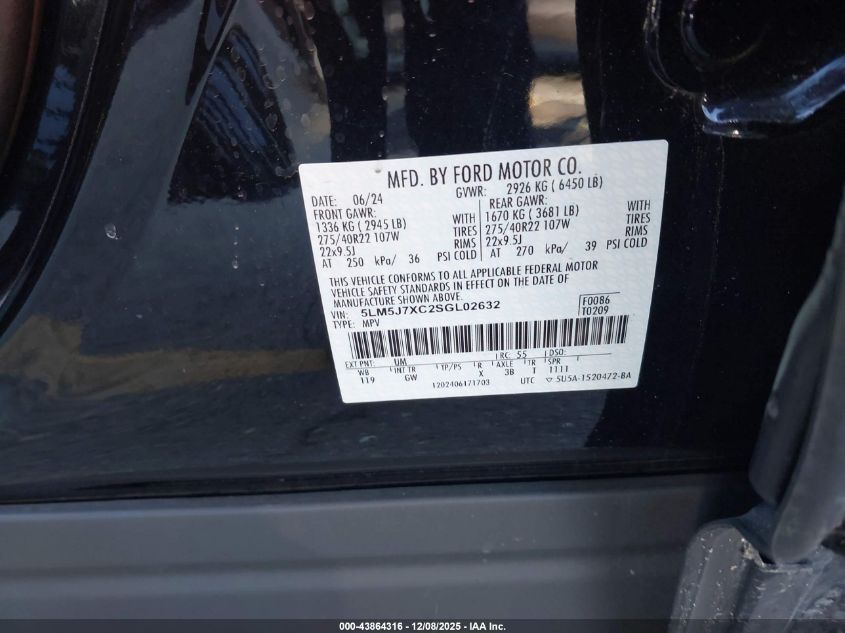 MFD. BY FORD MOTOR CO.
DATE: 06/24 GVWR: 2926 KG ( 6450 LB)
FRONT GAWR: REAR GAWR:
1336 KG ( 2945 LB) WITH 1670 KG ( 3681 LB) WITH
275/40R22 107W TIRES 275/40R22 107W TIRES
22x9.5J RIMS 22x9.5J RIMS
AT 250 kPa/ 36 PSI COLD AT 270 kPa/ 39 PSI COLD
THIS VEHICLE CONFORMS TO ALL APPLICABLE FEDERAL MOTOR
VEHICLE SAFETY STANDARDS IN EFFECT ON THE DATE OF
MANUFACTURE SHOWN ABOVE.
VIN: 5LM5J7XC2SGL02632 F0086
TYPE: MPV T0209
EXT PNT: UM RC: 55 DSO:
WB INT TR TP/PS R AXLE TR SPR
119 GW X 3B T 1111
1202406171703 UTC 5U5A-1520472-BA
000-43864316 - 12/08/2025 - IAA Inc.